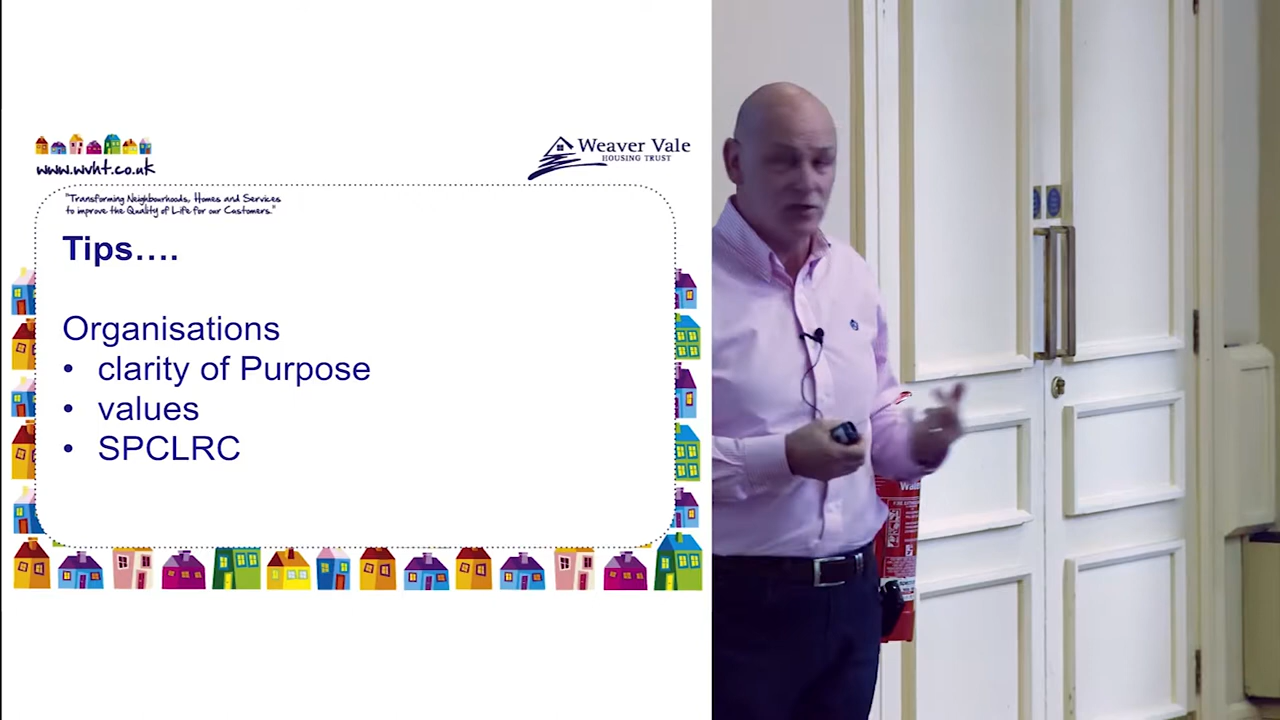 www.wvht.co.uk
Weaver Vale
HOUSING TRUST
"Transforming Neighbourhoods, Homes and Services
to improve the Quality of Life for our Customers."
Tips....
Organisations
• clarity of Purpose
• values
• SPCLRC